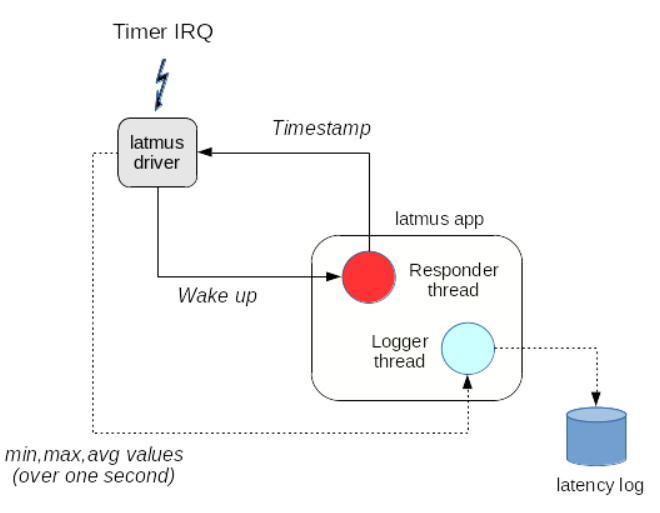 Timer IRQ
latmus
driver
Timestamp
latmus app
Responder
thread
Wake up
Logger
thread
min,max,avg values
(over one second)
latency log